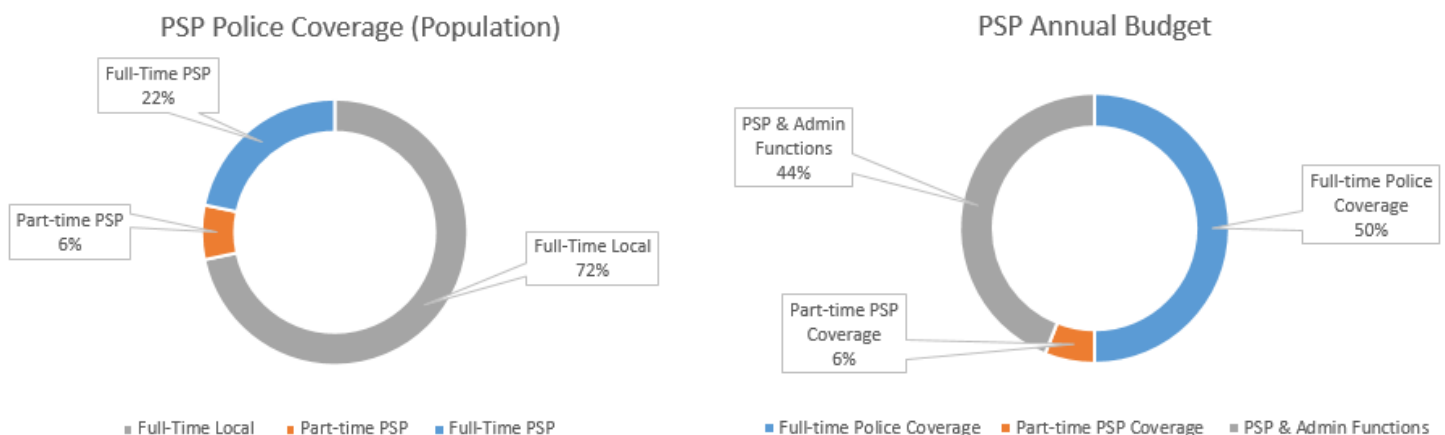 PSP Police Coverage (Population)
Full-Time PSP
22%
Part-time PSP
6%
Full-Time Local
72%
Full-Time Local
Part-time PSP
Full-Time PSP
PSP Annual Budget
PSP & Admin
Functions
44%
Full-time Police
Coverage
50%
Part-time PSP
Coverage
6%
Full-time Police Coverage
Part-time PSP Coverage
PSP & Admin Functions